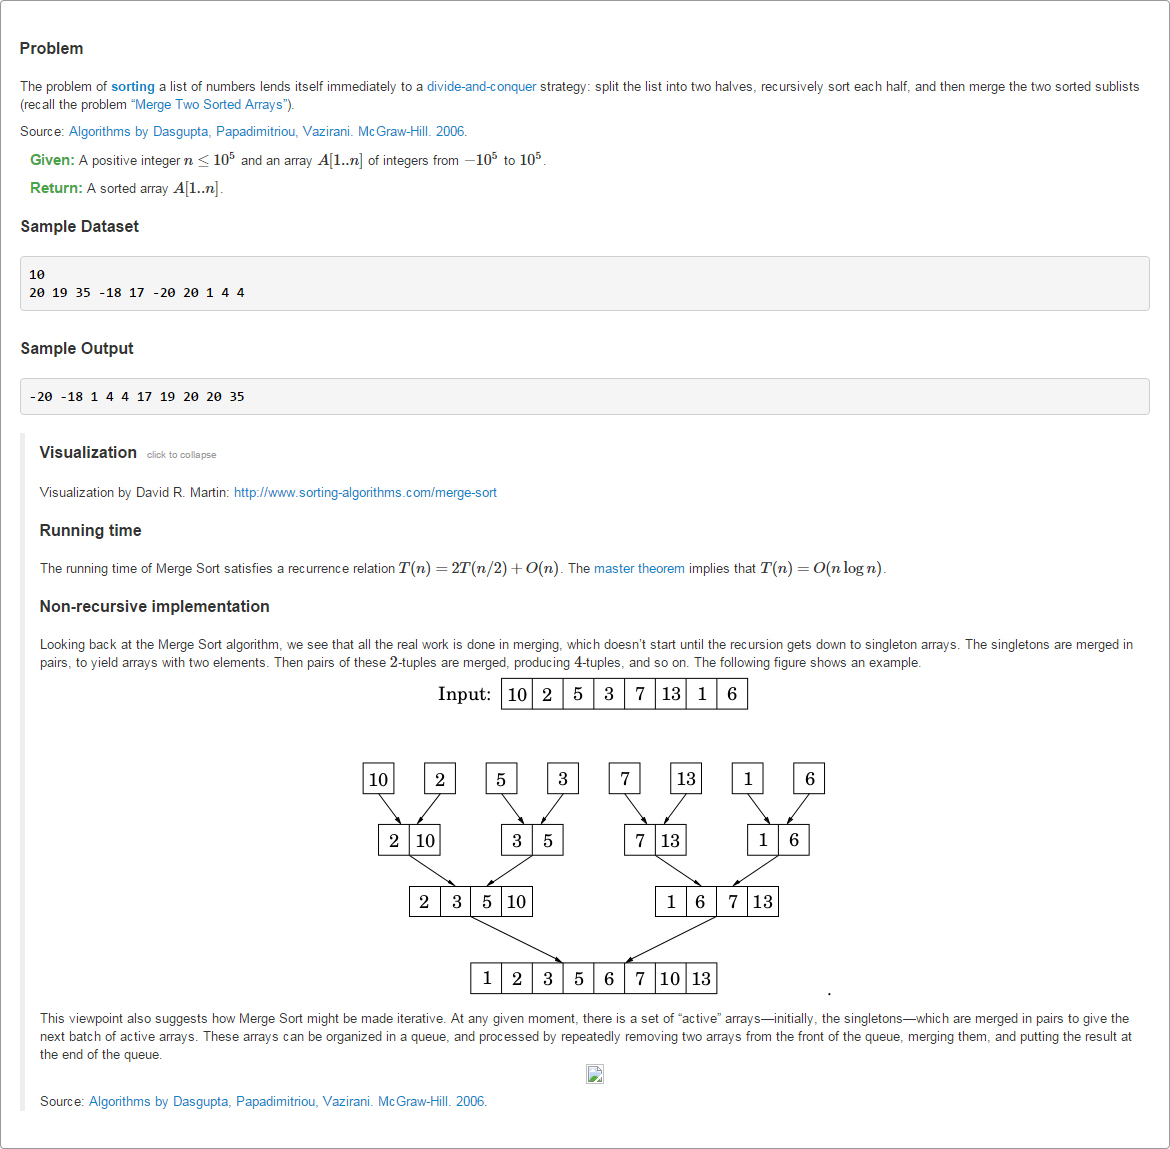 Problem
The problem of sorting a list of numbers lends itself immediately to a divide-and-conquer strategy: split the list into two halves, recursively sort each half, and then merge the two sorted sublists
(recall the problem “Merge Two Sorted Arrays”).
Source: Algorithms by Dasgupta, Papadimitriou, Vazirani. McGraw-Hill. 2006.
Given: A positive integer n ≤ 10⁵ and an array A[1..n] of integers from −10⁵ to 10⁵.
Return: A sorted array A[1..n].
Sample Dataset
10
20 19 35 -18 17 -20 20 1 4 4
Sample Output
-20 -18 1 4 4 17 19 20 20 35
Visualization click to collapse
Visualization by David R. Martin: http://www.sorting-algorithms.com/merge-sort
Running time
The running time of Merge Sort satisfies a recurrence relation T(n) = 2T(n/2) + O(n). The master theorem implies that T(n) = O(n log n).
Non-recursive implementation
Looking back at the Merge Sort algorithm, we see that all the real work is done in merging, which doesn’t start until the recursion gets down to singleton arrays. The singletons are merged in
pairs, to yield arrays with two elements. Then pairs of these 2-tuples are merged, producing 4-tuples, and so on. The following figure shows an example.
Input: 10 2 5 3 7 13 1 6
10 2 5 3 7 13 1 6
2 10 3 5 7 13 1 6
2 3 5 10 1 6 7 13
1 2 3 5 6 7 10 13 .
This viewpoint also suggests how Merge Sort might be made iterative. At any given moment, there is a set of “active” arrays—initially, the singletons—which are merged in pairs to give the
next batch of active arrays. These arrays can be organized in a queue, and processed by repeatedly removing two arrays from the front of the queue, merging them, and putting the result at
the end of the queue.
Source: Algorithms by Dasgupta, Papadimitriou, Vazirani. McGraw-Hill. 2006.